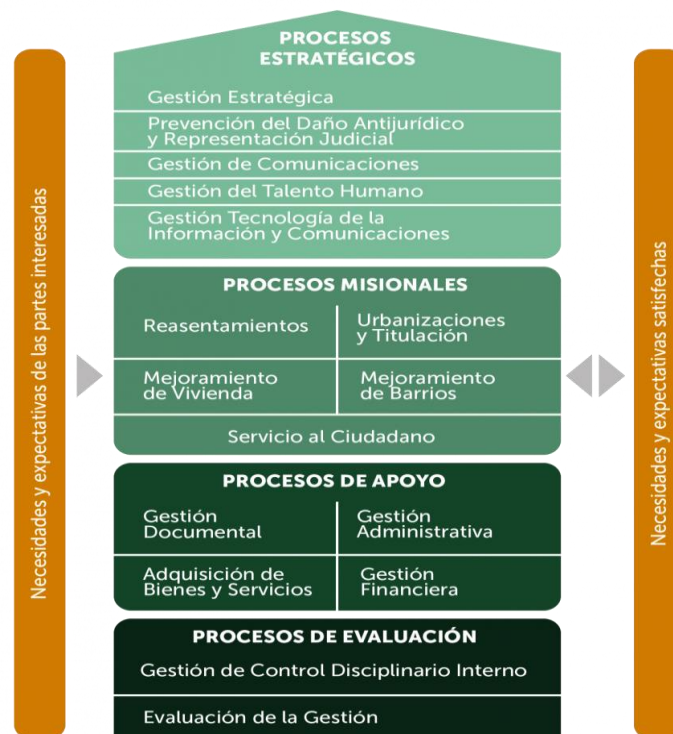 Necesidades y expectativas de las partes interesadas
PROCESOS
ESTRATÉGICOS
Gestión Estratégica
Prevención del Daño Antijurídico
y Representación Judicial
Gestión de Comunicaciones
Gestión del Talento Humano
Gestión Tecnología de la
Información y Comunicaciones
PROCESOS MISIONALES
Reasentamientos
Urbanizaciones
y Titulación
Mejoramiento
de Vivienda
Mejoramiento
de Barrios
Servicio al Ciudadano
PROCESOS DE APOYO
Gestión
Documental
Gestión
Administrativa
Adquisición de
Bienes y Servicios
Gestión
Financiera
PROCESOS DE EVALUACIÓN
Gestión de Control Disciplinario Interno
Evaluación de la Gestión
Necesidades y expectativas satisfechas